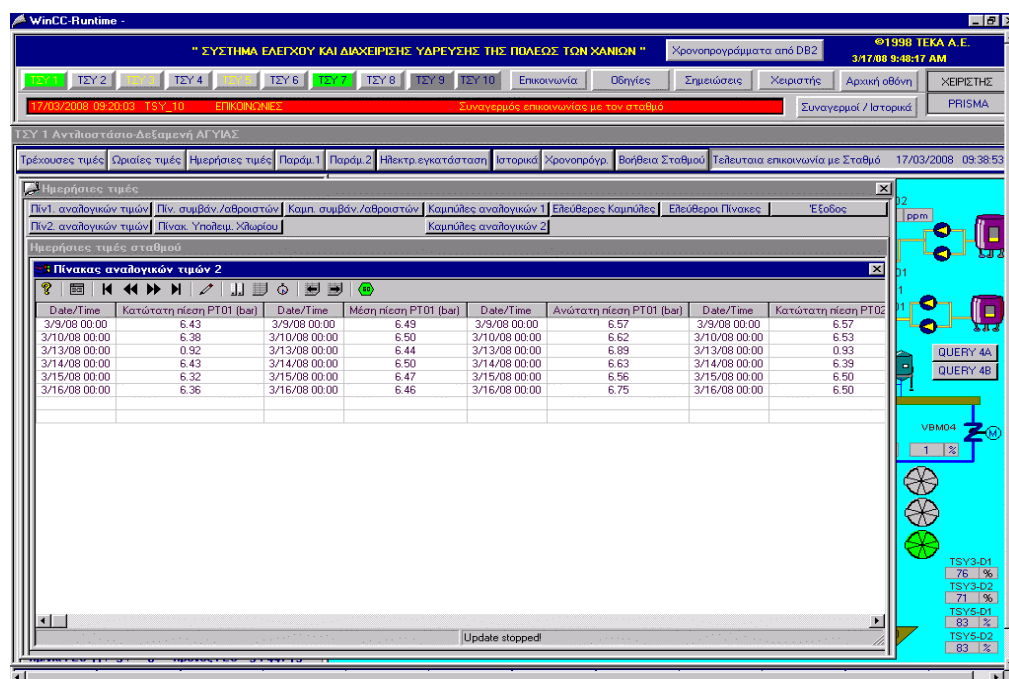 WinCC-Runtime -
" ΣΥΣΤΗΜΑ ΕΛΕΓΧΟΥ ΚΑΙ ΔΙΑΧΕΙΡΙΣΗΣ ΥΔΡΕΥΣΗΣ ΤΗΣ ΠΟΛΕΩΣ ΤΩΝ ΧΑΝΙΩΝ " Χρονοπρογράμματα από DB2 ©1998 TEKA A.E.
3/17/08 9:48:17 AM
ΤΣΥ 1 ΤΣΥ 2 ΤΣΥ 3 ΤΣΥ 4 ΤΣΥ 5 ΤΣΥ 6 ΤΣΥ 7 ΤΣΥ 8 ΤΣΥ 9 ΤΣΥ 10 Επικοινωνία Οδηγίες Σημειώσεις Χειριστής Αρχική οθόνη ΧΕΙΡΙΣΤΗΣ
17/03/2008 09:20:03 TSY_10 ΕΠΙΚΟΙΝΩΝΙΕΣ Συναγερμός επικοινωνίας με τον σταθμό Συναγερμοί / Ιστορικά PRISMA
ΤΣΥ 1 Αντλιοστάσιο-Δεξαμενή ΑΓΥΙΑΣ
Τρέχουσες τιμές Ωριαίες τιμές Ημερήσιες τιμές Παράμ.1 Παράμ.2 Ηλεκτρ.εγκατάσταση Ιστορικά Χρονοπρόγρ. Βοήθεια Σταθμού Τελευταια επικοινωνία με Σταθμό 17/03/2008 09:38:53
Ημερήσιες τιμές
Πίν1. αναλογικών τιμών Πίν. συμβάν./αθροιστών Καμπ. συμβάν./αθροιστών Καμπύλες αναλογικών 1 Ελεύθερες Καμπύλες Ελεύθεροι Πίνακες Έξοδος
ppm
Πίν2. αναλογικών τιμών Πίνακ. Υπολειμ. Χλωρίου Καμπύλες αναλογικών 2
Ημερήσιες τιμές σταθμού
Πίνακας αναλογικών τιμών 2
Date/Time Κατώτατη πίεση PT01 (bar) Date/Time Μέση πίεση PT01 (bar) Date/Time Ανώτατη πίεση PT01 (bar) Date/Time Κατώτατη πίεση PT02
3/9/08 00:00 6.43 3/9/08 00:00 6.49 3/9/08 00:00 6.57 3/9/08 00:00 6.57
3/10/08 00:00 6.38 3/10/08 00:00 6.50 3/10/08 00:00 6.62 3/10/08 00:00 6.53
3/13/08 00:00 0.92 3/13/08 00:00 6.44 3/13/08 00:00 6.89 3/13/08 00:00 0.93
3/14/08 00:00 6.43 3/14/08 00:00 6.50 3/14/08 00:00 6.63 3/14/08 00:00 6.39
3/15/08 00:00 6.32 3/15/08 00:00 6.47 3/15/08 00:00 6.56 3/15/08 00:00 6.50
3/16/08 00:00 6.36 3/16/08 00:00 6.46 3/16/08 00:00 6.75 3/16/08 00:00 6.50
QUERY 4A
QUERY 4B
VBM04
M
1 %
TSY3-D1
76 %
TSY3-D2
71 %
TSY5-D1
83 %
TSY5-D2
83 %
Update stopped!